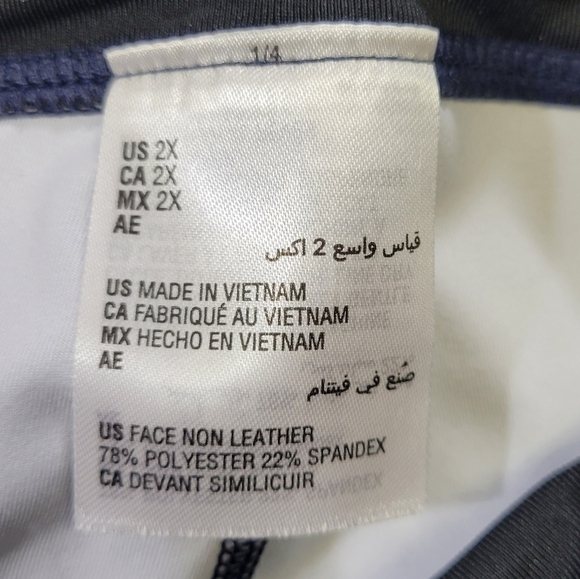 1/4
US 2X
CA 2X
MX 2X
AE
قياس واسع 2 اكس
US MADE IN VIETNAM
CA FABRIQUÉ AU VIETNAM
MX HECHO EN VIETNAM
AE
صُنع في فيتنام
US FACE NON LEATHER
78% POLYESTER 22% SPANDEX
CA DEVANT SIMILICUIR